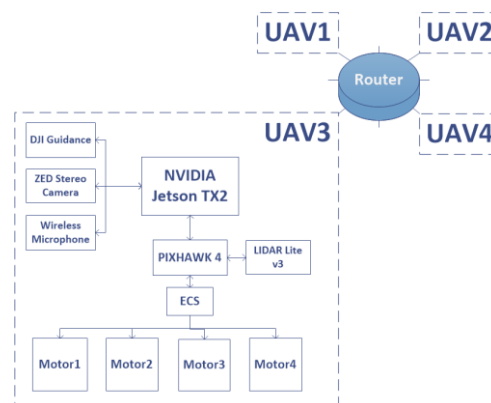 UAV1
UAV2
Router
UAV3
UAV4
DJI Guidance
ZED Stereo
Camera
Wireless
Microphone
NVIDIA
Jetson TX2
PIXHAWK 4
LIDAR Lite
v3
ECS
Motor1
Motor2
Motor3
Motor4